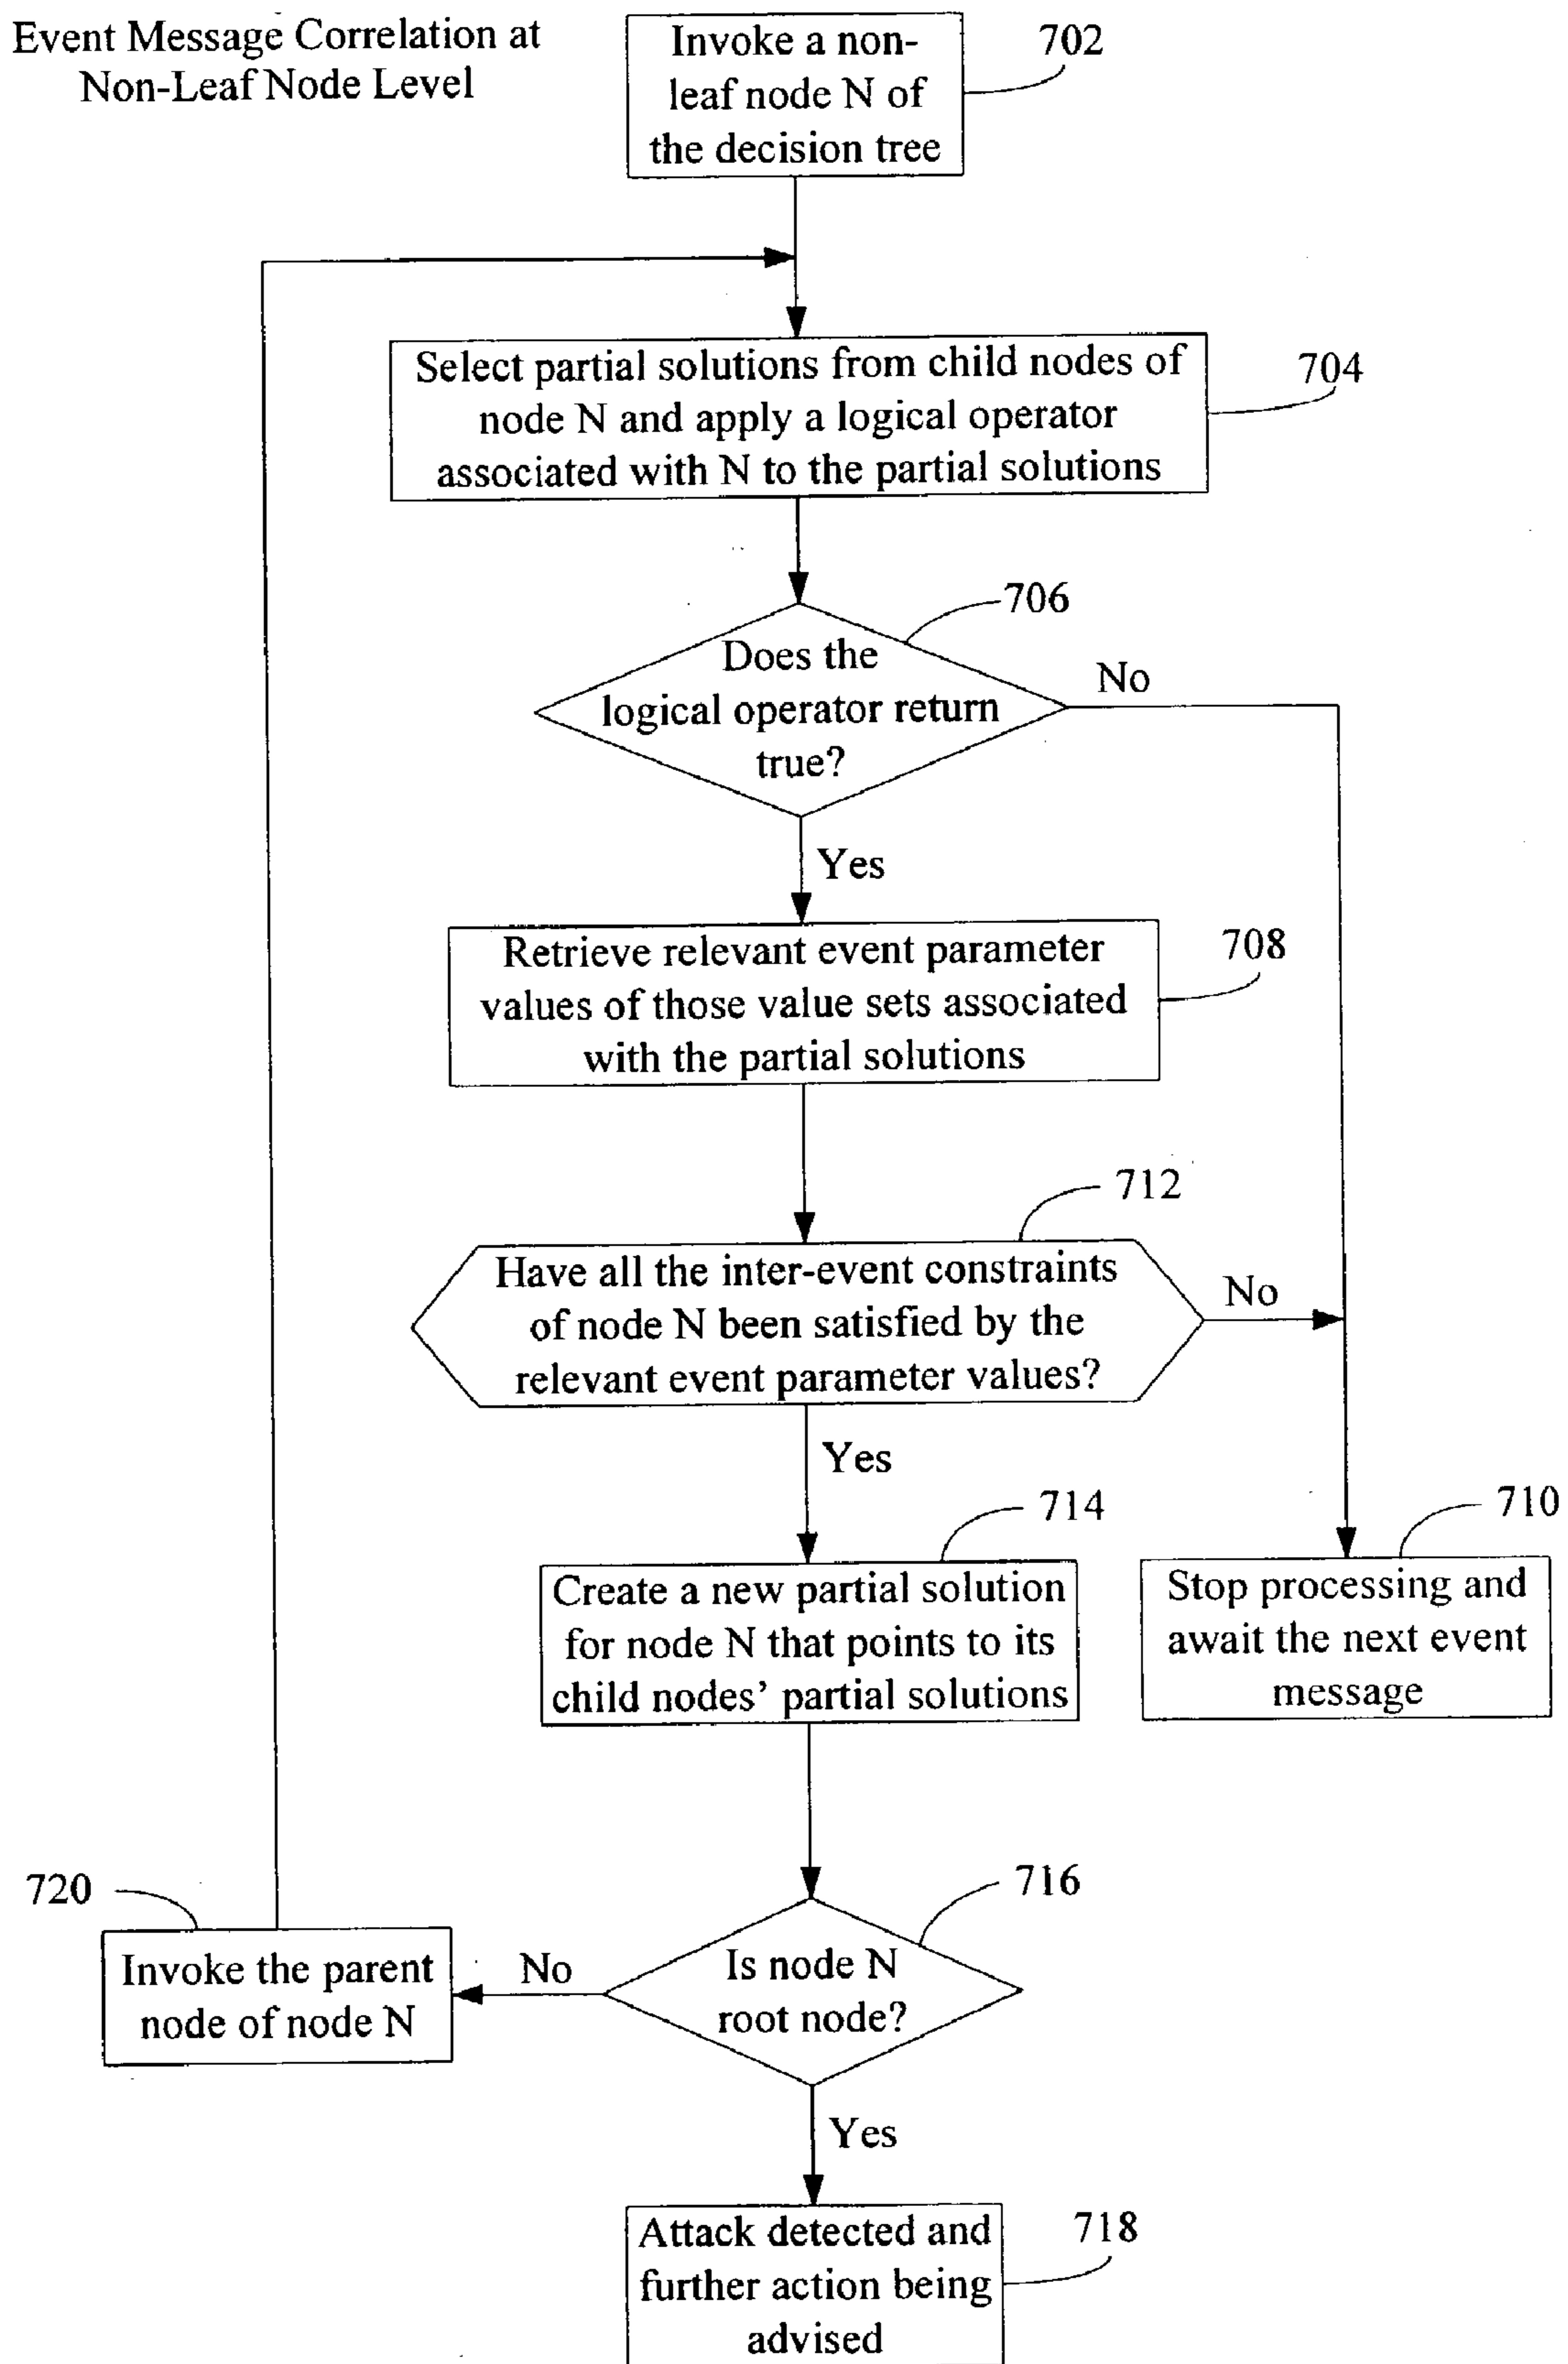 Event Message Correlation at
Non-Leaf Node Level
Invoke a non-
leaf node N of
the decision tree
702
Select partial solutions from child nodes of
node N and apply a logical operator
associated with N to the partial solutions
704
706
Does the
logical operator return
true?
No
Yes
Retrieve relevant event parameter
values of those value sets associated
with the partial solutions
708
712
Have all the inter-event constraints
of node N been satisfied by the
relevant event parameter values?
No
Yes
714
Create a new partial solution
for node N that points to its
child nodes’ partial solutions
710
Stop processing and
await the next event
message
716
Is node N
root node?
No
720
Invoke the parent
node of node N
Yes
Attack detected and
further action being
advised
718